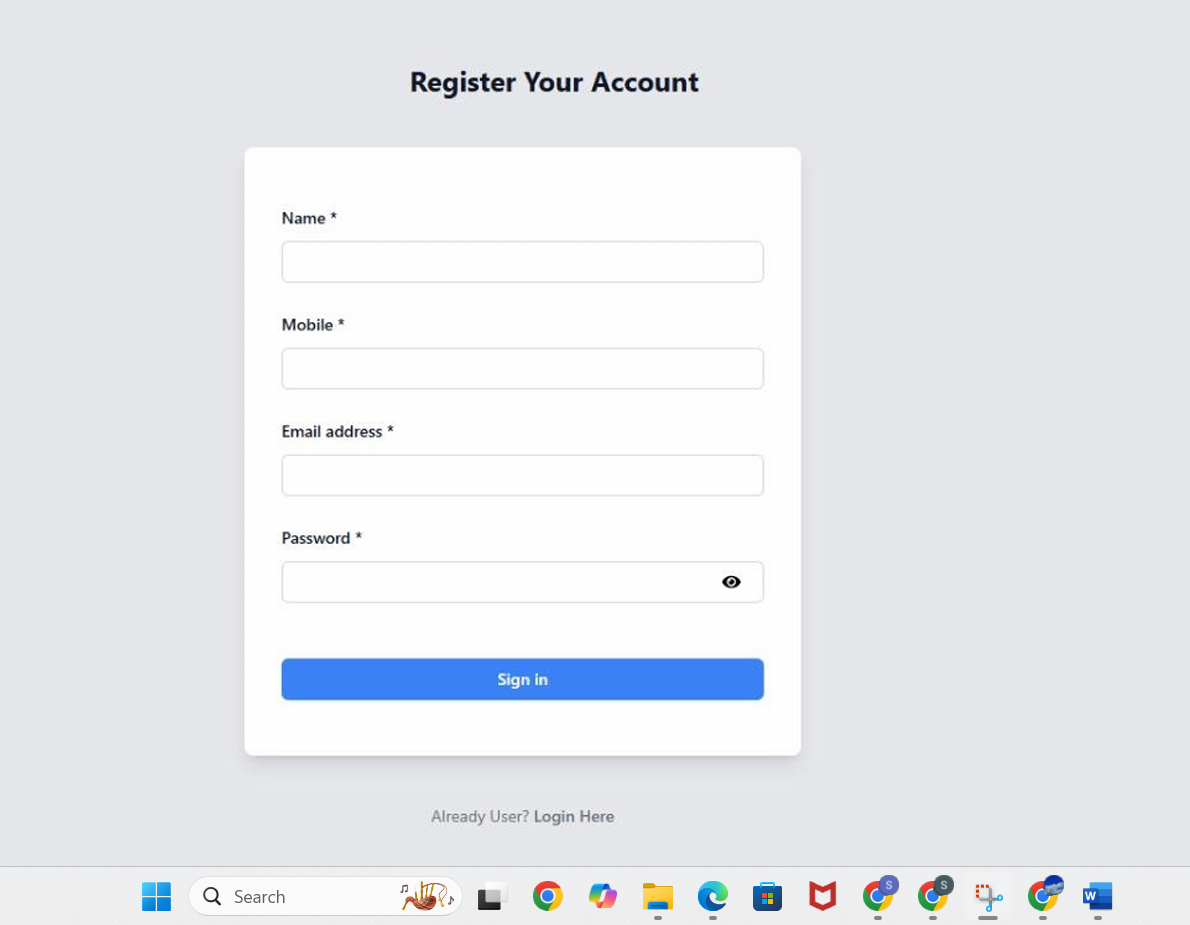 Register Your Account
Name *
Mobile *
Email address *
Password *
Sign in
Already User? Login Here
Search
S
S
W